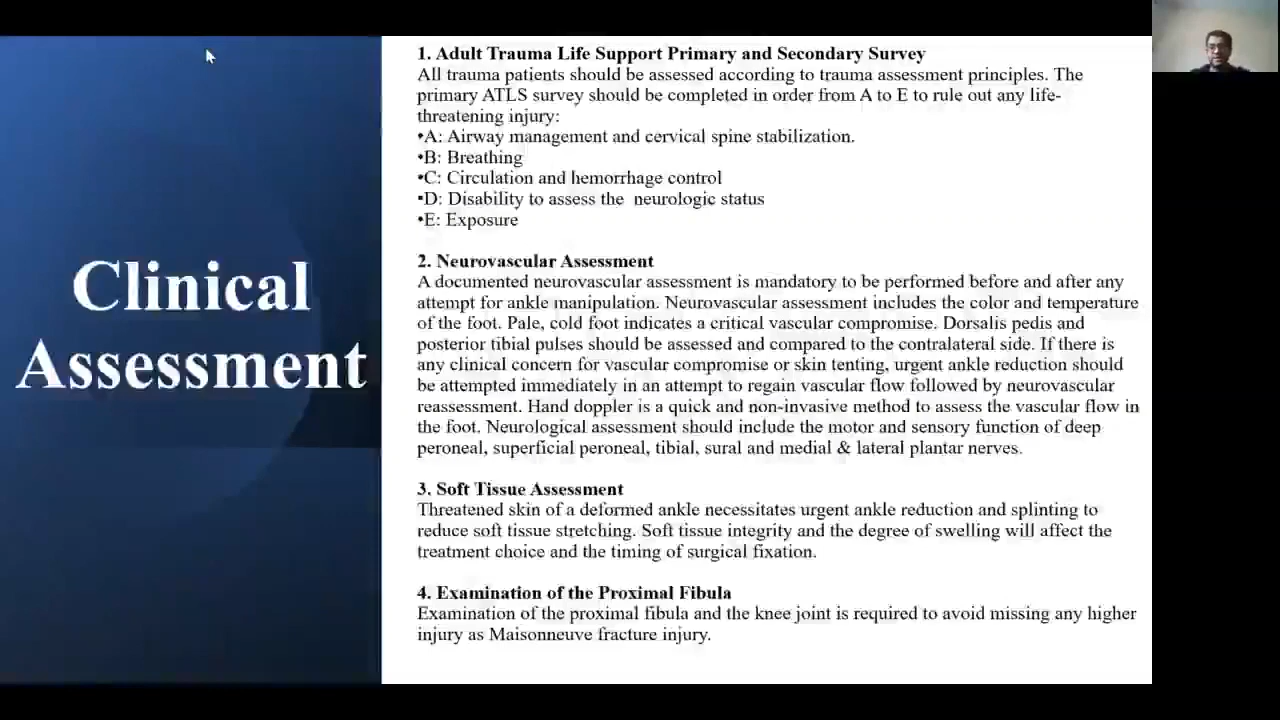 Clinical
Assessment
1. Adult Trauma Life Support Primary and Secondary Survey
All trauma patients should be assessed according to trauma assessment principles. The
primary ATLS survey should be completed in order from A to E to rule out any life-
threatening injury:
•A: Airway management and cervical spine stabilization.
•B: Breathing
•C: Circulation and hemorrhage control
•D: Disability to assess the  neurologic status
•E: Exposure
2. Neurovascular Assessment
A documented neurovascular assessment is mandatory to be performed before and after any
attempt for ankle manipulation. Neurovascular assessment includes the color and temperature
of the foot. Pale, cold foot indicates a critical vascular compromise. Dorsalis pedis and
posterior tibial pulses should be assessed and compared to the contralateral side. If there is
any clinical concern for vascular compromise or skin tenting, urgent ankle reduction should
be attempted immediately in an attempt to regain vascular flow followed by neurovascular
reassessment. Hand doppler is a quick and non-invasive method to assess the vascular flow in
the foot. Neurological assessment should include the motor and sensory function of deep
peroneal, superficial peroneal, tibial, sural and medial & lateral plantar nerves.
3. Soft Tissue Assessment
Threatened skin of a deformed ankle necessitates urgent ankle reduction and splinting to
reduce soft tissue stretching. Soft tissue integrity and the degree of swelling will affect the
treatment choice and the timing of surgical fixation.
4. Examination of the Proximal Fibula
Examination of the proximal fibula and the knee joint is required to avoid missing any higher
injury as Maisonneuve fracture injury.